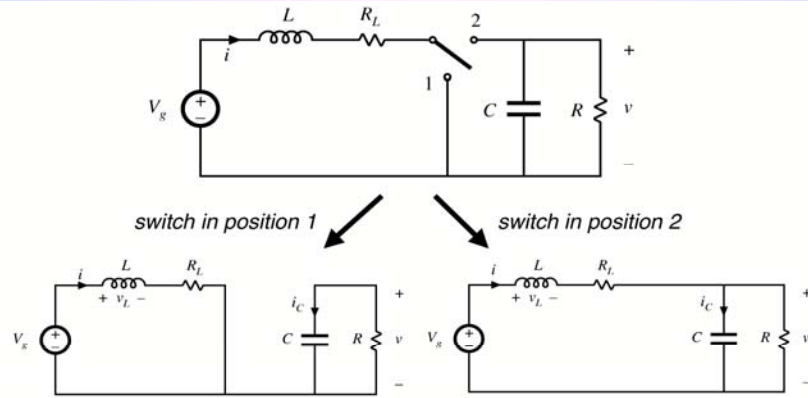 L
R_L
2
+
i
1
V_g
+
−
C
R
v
−
switch in position 1
switch in position 2
i
L
R_L
+ v_L −
i_C
+
V_g
+
−
C
R
v
−
i
L
R_L
+ v_L −
i_C
+
V_g
+
−
C
R
v
−